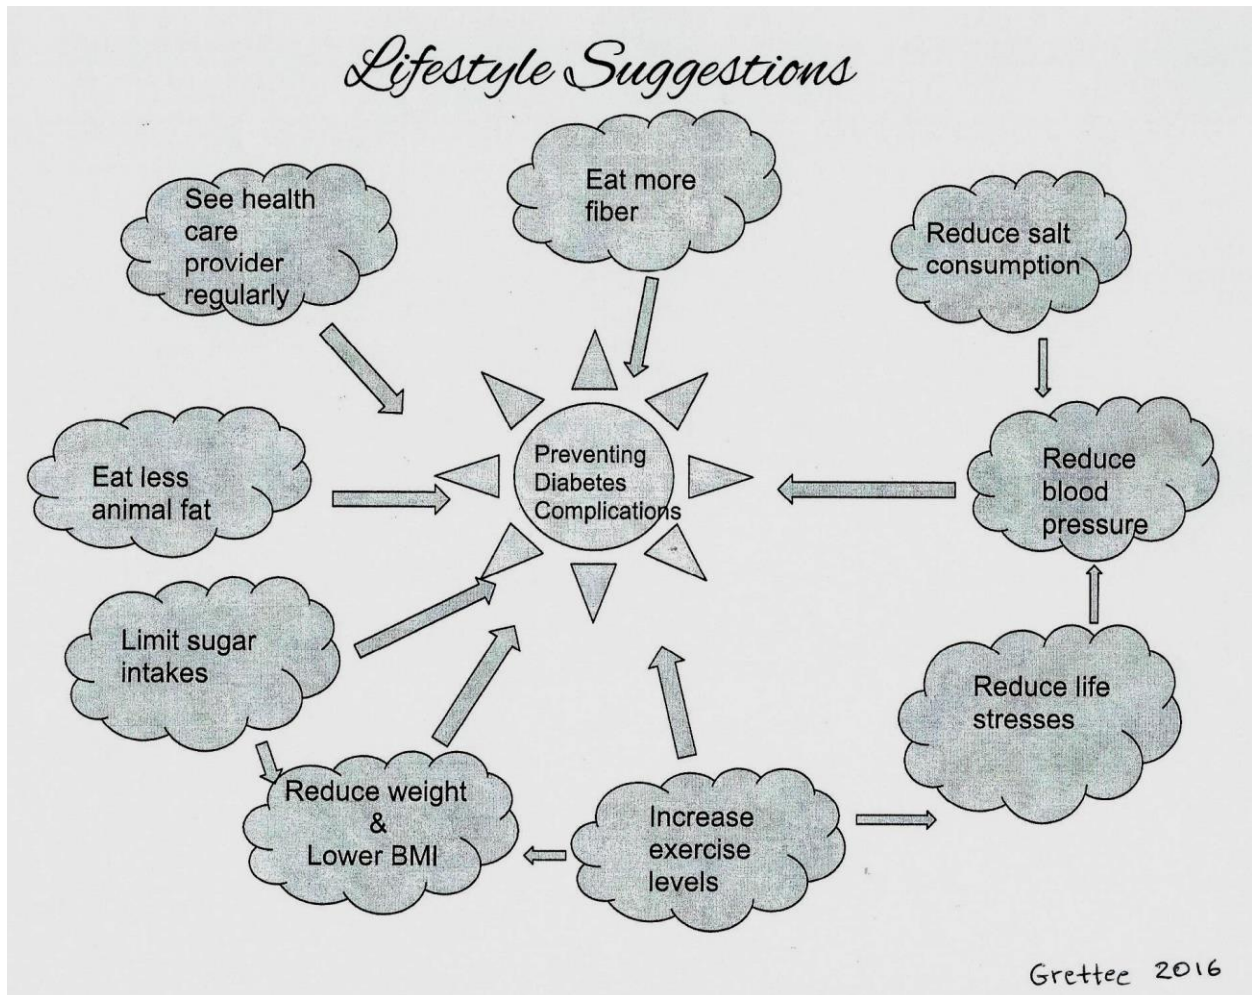 Lifestyle Suggestions
See health
care
provider
regularly
Eat more
fiber
Reduce salt
consumption
Preventing
Diabetes
Complications
Reduce
blood
pressure
Eat less
animal fat
Limit sugar
intakes
Reduce life
stresses
Reduce weight
&
Lower BMI
Increase
exercise
levels
Grettee 2016